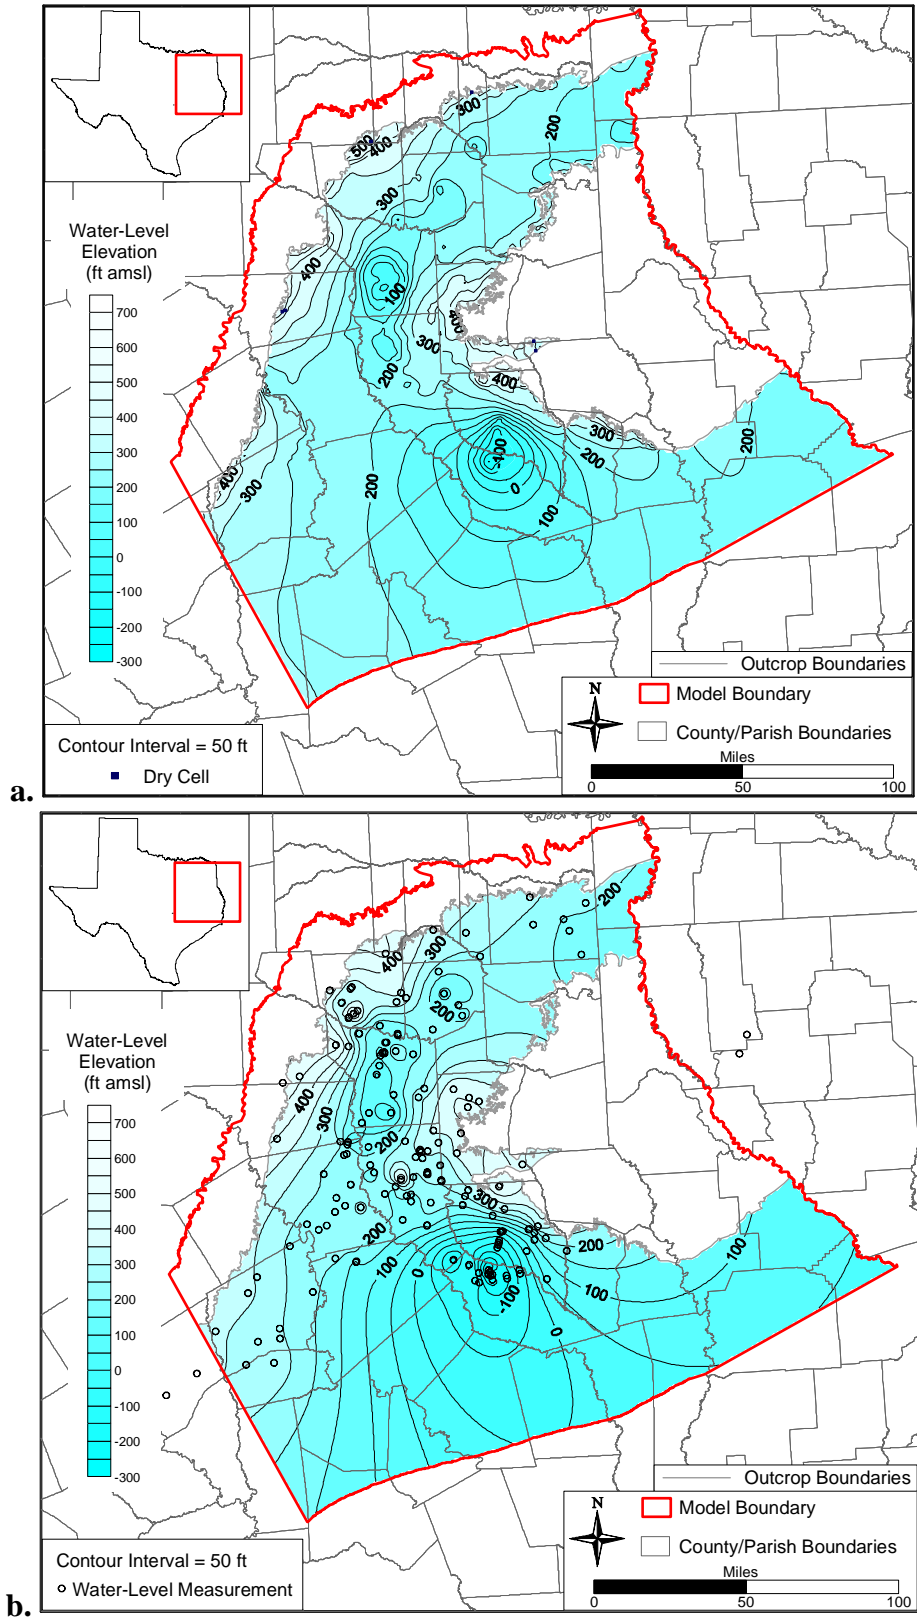 300
200
500
400
300
Water-Level
Elevation
(ft amsl)
400
100
400
300
200
400
300
200
200
400
300
200
-400
0
100
700
600
500
400
300
200
100
0
-100
-200
-300
Outcrop Boundaries
N
Model Boundary
County/Parish Boundaries
Miles
0 50 100
Contour Interval = 50 ft
Dry Cell
a.
200
300
400
200
Water-Level
Elevation
(ft amsl)
400
300
200
300
200
200
100
100
0
100
-100
0
700
600
500
400
300
200
100
0
-100
-200
-300
Outcrop Boundaries
N
Model Boundary
County/Parish Boundaries
Miles
0 50 100
Contour Interval = 50 ft
Water-Level Measurement
b.